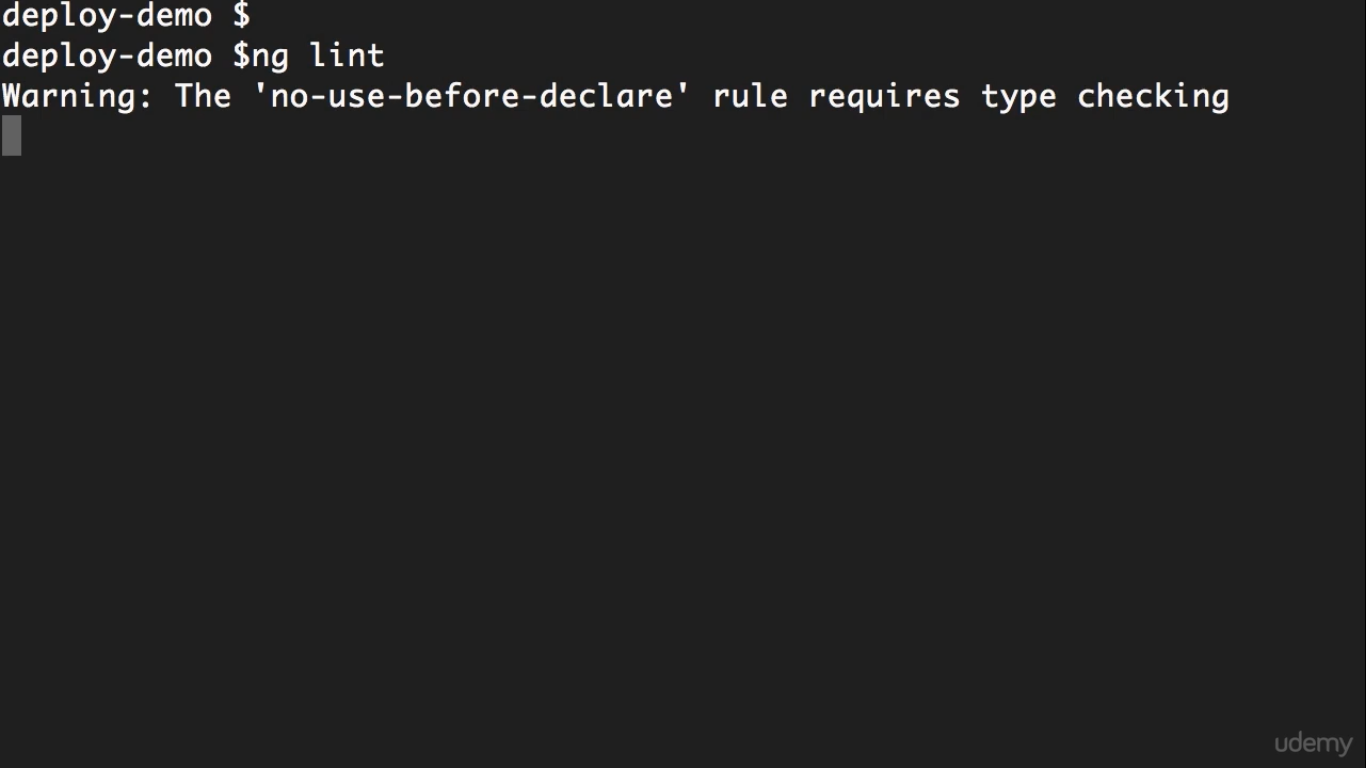 deploy-demo $
deploy-demo $ng lint
Warning: The 'no-use-before-declare' rule requires type checking
udemy